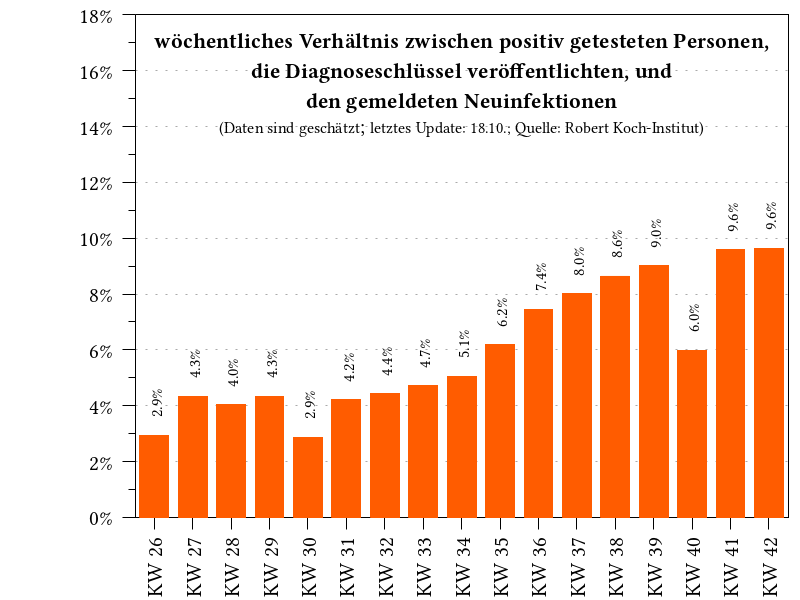 wöchentliches Verhältnis zwischen positiv getesteten Personen,
die Diagnoseschlüssel veröffentlichten, und
den gemeldeten Neuinfektionen
(Daten sind geschätzt; letztes Update: 18.10.; Quelle: Robert Koch-Institut)
18%
16%
14%
12%
10%
8%
6%
4%
2%
0%
2.9%
4.3%
4.0%
4.3%
2.9%
4.2%
4.4%
4.7%
5.1%
6.2%
7.4%
8.0%
8.6%
9.0%
6.0%
9.6%
9.6%
KW 26
KW 27
KW 28
KW 29
KW 30
KW 31
KW 32
KW 33
KW 34
KW 35
KW 36
KW 37
KW 38
KW 39
KW 40
KW 41
KW 42